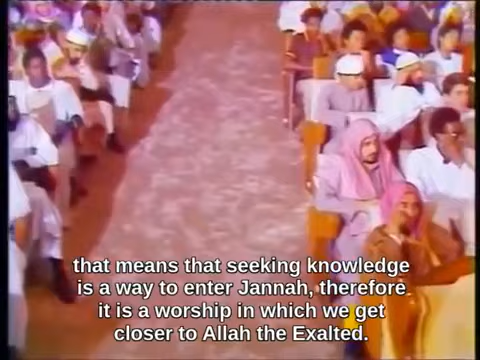 that means that seeking knowledge
is a way to enter Jannah, therefore
it is a worship in which we get
closer to Allah the Exalted.